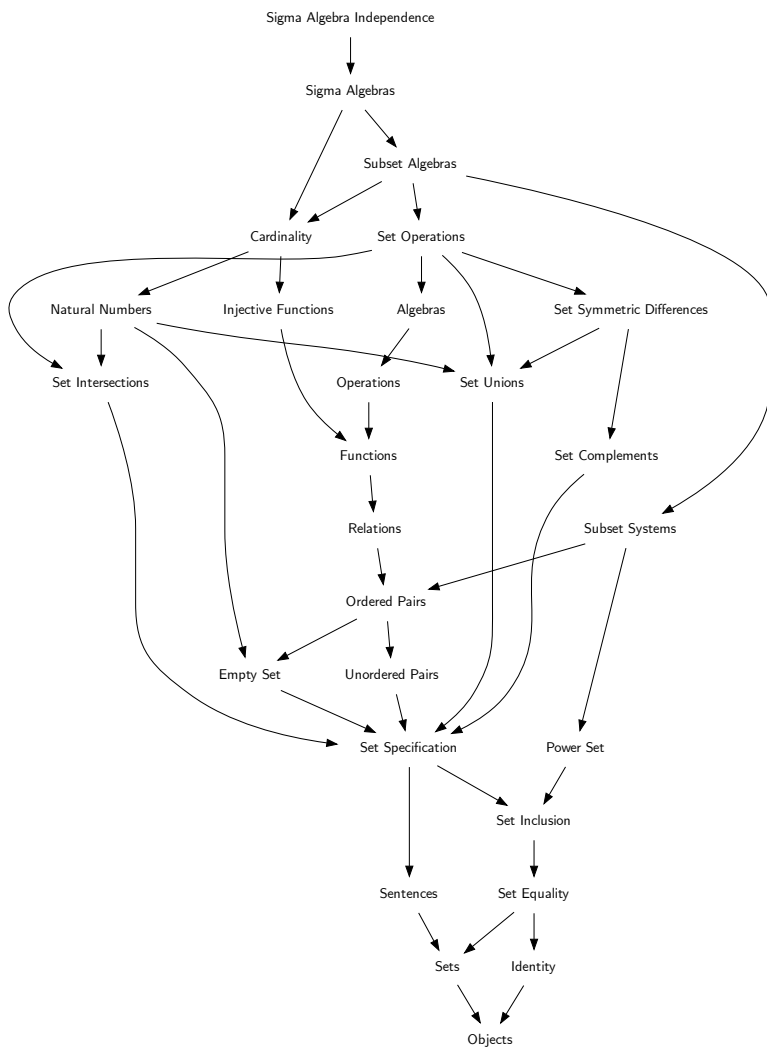 Sigma Algebra Independence
Sigma Algebras
Subset Algebras
Cardinality
Set Operations
Natural Numbers
Injective Functions
Algebras
Set Symmetric Differences
Set Intersections
Operations
Set Unions
Functions
Set Complements
Relations
Subset Systems
Ordered Pairs
Empty Set
Unordered Pairs
Set Specification
Power Set
Set Inclusion
Sentences
Set Equality
Sets
Identity
Objects